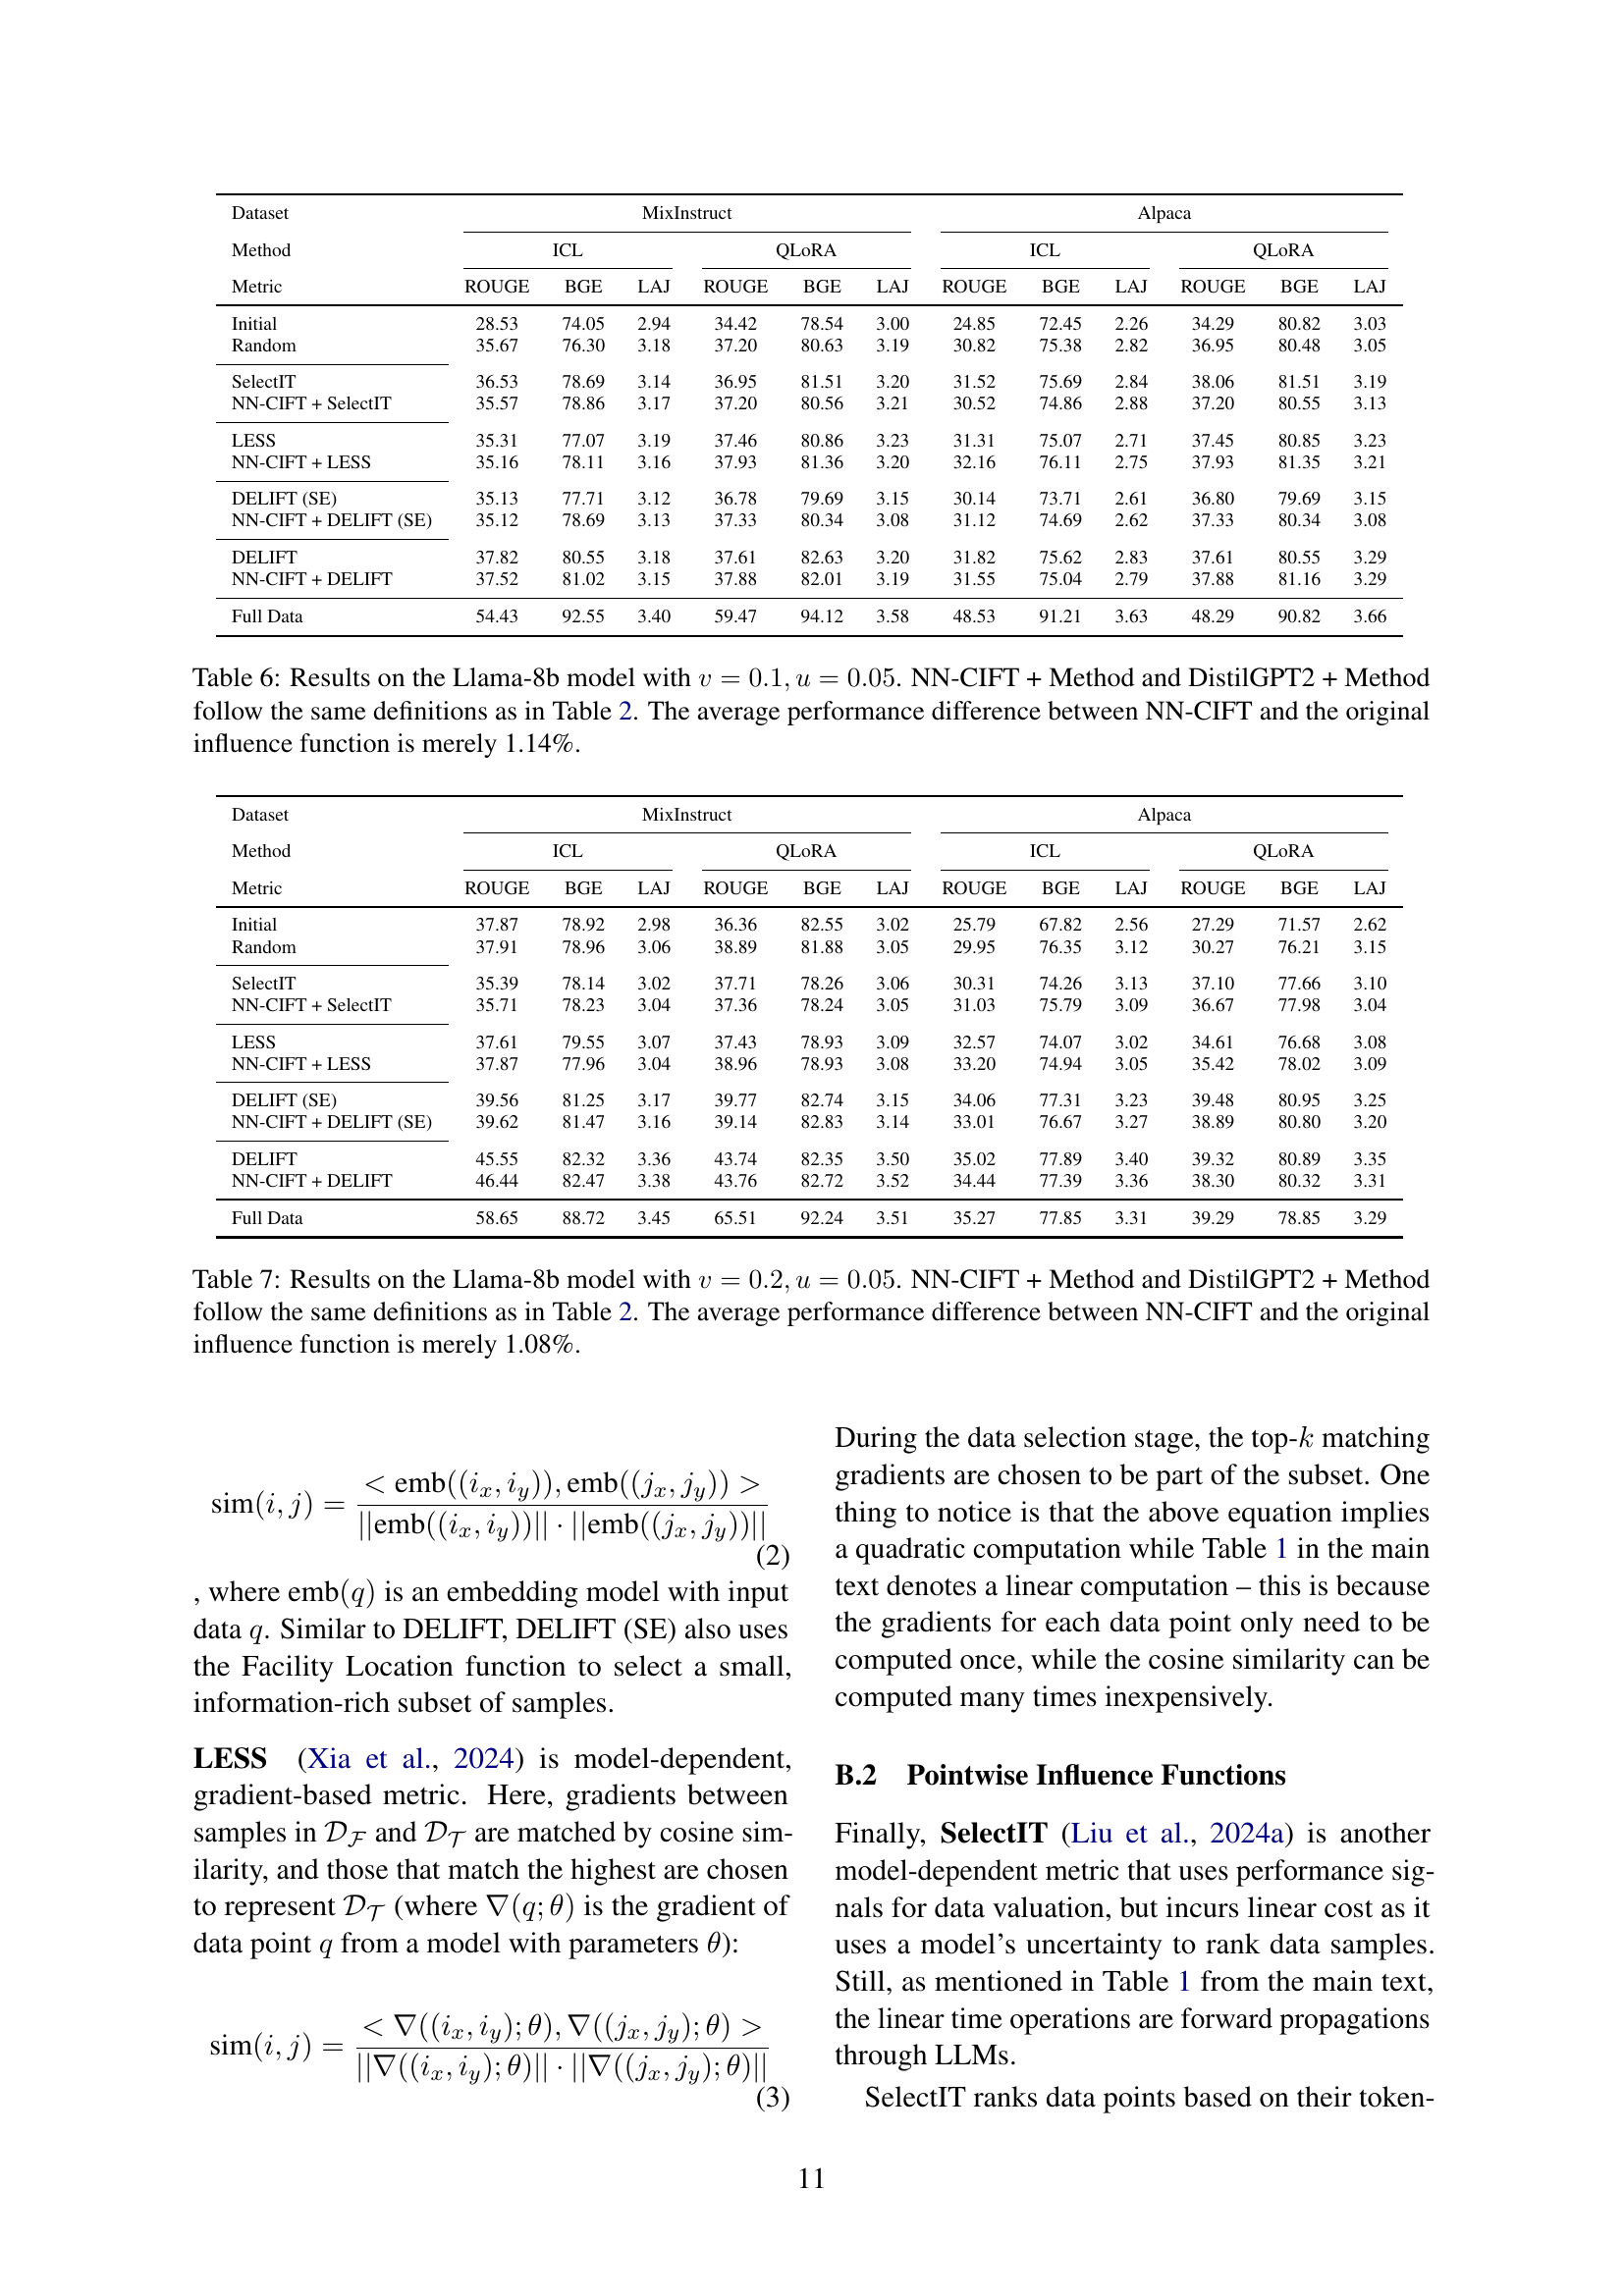 Dataset MixInstruct Alpaca
Method ICL QLoRA ICL QLoRA
Metric ROUGE BGE LAJ ROUGE BGE LAJ ROUGE BGE LAJ ROUGE BGE LAJ
Initial 28.53 74.05 2.94 34.42 78.54 3.00 24.85 72.45 2.26 34.29 80.82 3.03
Random 35.67 76.30 3.18 37.20 80.63 3.19 30.82 75.38 2.82 36.95 80.48 3.05
SelectIT 36.53 78.69 3.14 36.95 81.51 3.20 31.52 75.69 2.84 38.06 81.51 3.19
NN-CIFT + SelectIT 35.57 78.86 3.17 37.20 80.56 3.21 30.52 74.86 2.88 37.20 80.55 3.13
LESS 35.31 77.07 3.19 37.46 80.86 3.23 31.31 75.07 2.71 37.45 80.85 3.23
NN-CIFT + LESS 35.16 78.11 3.16 37.93 81.36 3.20 32.16 76.11 2.75 37.93 81.35 3.21
DELIFT (SE) 35.13 77.71 3.12 36.78 79.69 3.15 30.14 73.71 2.61 36.80 79.69 3.15
NN-CIFT + DELIFT (SE) 35.12 78.69 3.13 37.33 80.34 3.08 31.12 74.69 2.62 37.33 80.34 3.08
DELIFT 37.82 80.55 3.18 37.61 82.63 3.20 31.82 75.62 2.83 37.61 80.55 3.29
NN-CIFT + DELIFT 37.52 81.02 3.15 37.88 82.01 3.19 31.55 75.04 2.79 37.88 81.16 3.29
Full Data 54.43 92.55 3.40 59.47 94.12 3.58 48.53 91.21 3.63 48.29 90.82 3.66
Table 6: Results on the Llama-8b model with v = 0.1, u = 0.05. NN-CIFT + Method and DistilGPT2 + Method
follow the same definitions as in Table 2. The average performance difference between NN-CIFT and the original
influence function is merely 1.14%.
Dataset MixInstruct Alpaca
Method ICL QLoRA ICL QLoRA
Metric ROUGE BGE LAJ ROUGE BGE LAJ ROUGE BGE LAJ ROUGE BGE LAJ
Initial 37.87 78.92 2.98 36.36 82.55 3.02 25.79 67.82 2.56 27.29 71.57 2.62
Random 37.91 78.96 3.06 38.89 81.88 3.05 29.95 76.35 3.12 30.27 76.21 3.15
SelectIT 35.39 78.14 3.02 37.71 78.26 3.06 30.31 74.26 3.13 37.10 77.66 3.10
NN-CIFT + SelectIT 35.71 78.23 3.04 37.36 78.24 3.05 31.03 75.79 3.09 36.67 77.98 3.04
LESS 37.61 79.55 3.07 37.43 78.93 3.09 32.57 74.07 3.02 34.61 76.68 3.08
NN-CIFT + LESS 37.87 77.96 3.04 38.96 78.93 3.08 33.20 74.94 3.05 35.42 78.02 3.09
DELIFT (SE) 39.56 81.25 3.17 39.77 82.74 3.15 34.06 77.31 3.23 39.48 80.95 3.25
NN-CIFT + DELIFT (SE) 39.62 81.47 3.16 39.14 82.83 3.14 33.01 76.67 3.27 38.89 80.80 3.20
DELIFT 45.55 82.32 3.36 43.74 82.35 3.50 35.02 77.89 3.40 39.32 80.89 3.35
NN-CIFT + DELIFT 46.44 82.47 3.38 43.76 82.72 3.52 34.44 77.39 3.36 38.30 80.32 3.31
Full Data 58.65 88.72 3.45 65.51 92.24 3.51 35.27 77.85 3.31 39.29 78.85 3.29
Table 7: Results on the Llama-8b model with v = 0.2, u = 0.05. NN-CIFT + Method and DistilGPT2 + Method
follow the same definitions as in Table 2. The average performance difference between NN-CIFT and the original
influence function is merely 1.08%.
sim(i, j) = < emb((i_x, i_y)), emb((j_x, j_y)) > / ||emb((i_x, i_y))|| · ||emb((j_x, j_y))||
(2)
, where emb(q) is an embedding model with input
data q. Similar to DELIFT, DELIFT (SE) also uses
the Facility Location function to select a small,
information-rich subset of samples.
LESS (Xia et al., 2024) is model-dependent,
gradient-based metric. Here, gradients between
samples in D_F and D_T are matched by cosine sim-
ilarity, and those that match the highest are chosen
to represent D_T (where ∇(q; θ) is the gradient of
data point q from a model with parameters θ):
sim(i, j) = < ∇((i_x, i_y); θ), ∇((j_x, j_y); θ) > / ||∇((i_x, i_y); θ)|| · ||∇((j_x, j_y); θ)||
(3)
During the data selection stage, the top-k matching
gradients are chosen to be part of the subset. One
thing to notice is that the above equation implies
a quadratic computation while Table 1 in the main
text denotes a linear computation – this is because
the gradients for each data point only need to be
computed once, while the cosine similarity can be
computed many times inexpensively.
B.2 Pointwise Influence Functions
Finally, SelectIT (Liu et al., 2024a) is another
model-dependent metric that uses performance sig-
nals for data valuation, but incurs linear cost as it
uses a model's uncertainty to rank data samples.
Still, as mentioned in Table 1 from the main text,
the linear time operations are forward propagations
through LLMs.
SelectIT ranks data points based on their token-
11